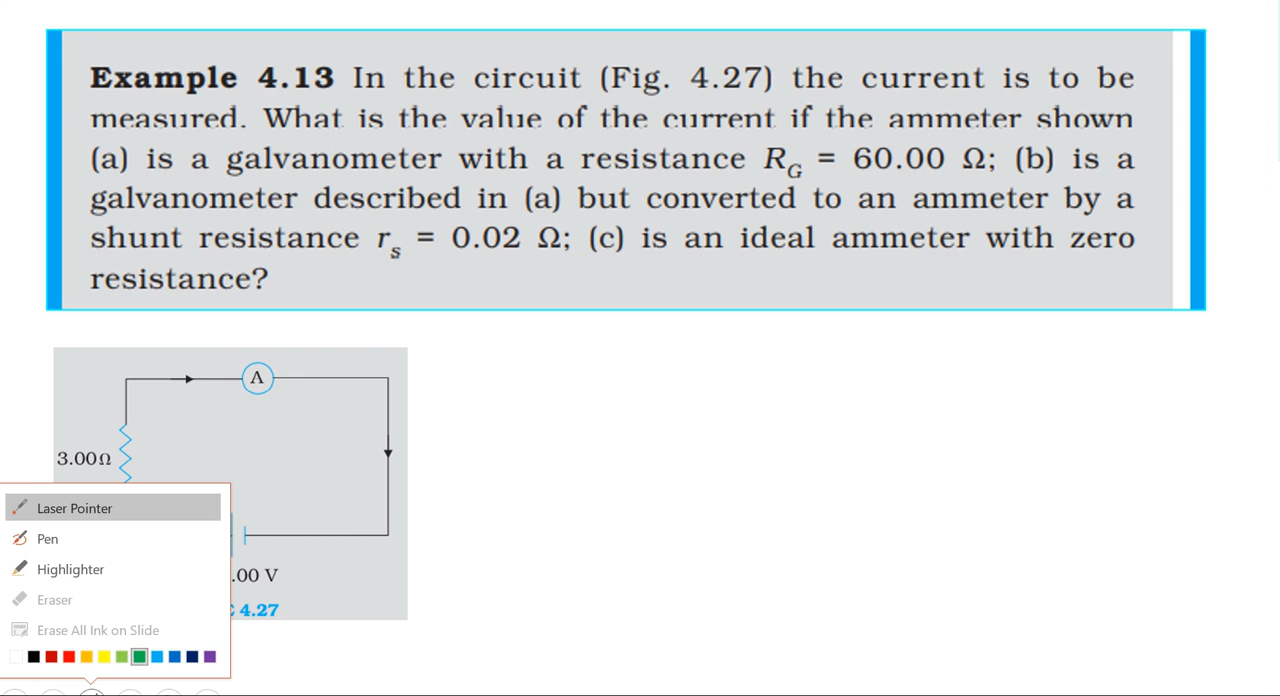 Example 4.13 In the circuit (Fig. 4.27) the current is to be
measured. What is the value of the current if the ammeter shown
(a) is a galvanometer with a resistance R_G = 60.00 Ω; (b) is a
galvanometer described in (a) but converted to an ammeter by a
shunt resistance r_s = 0.02 Ω; (c) is an ideal ammeter with zero
resistance?
A
3.00Ω
Laser Pointer
Pen
Highlighter
.00 V
Eraser
4.27
Erase All Ink on Slide